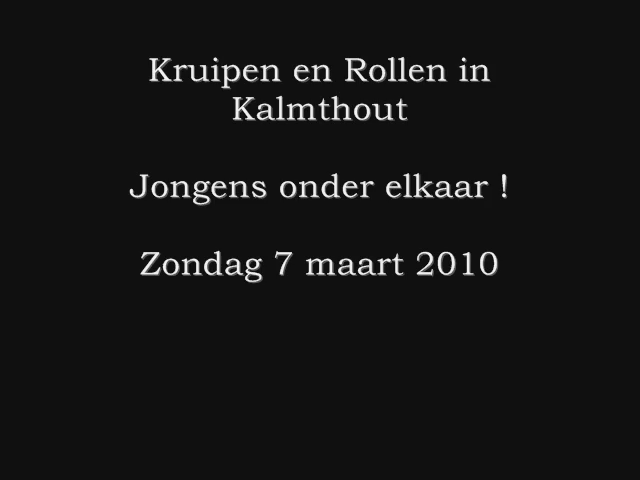 Kruipen en Rollen in
Kalmthout
Jongens onder elkaar !
Zondag 7 maart 2010